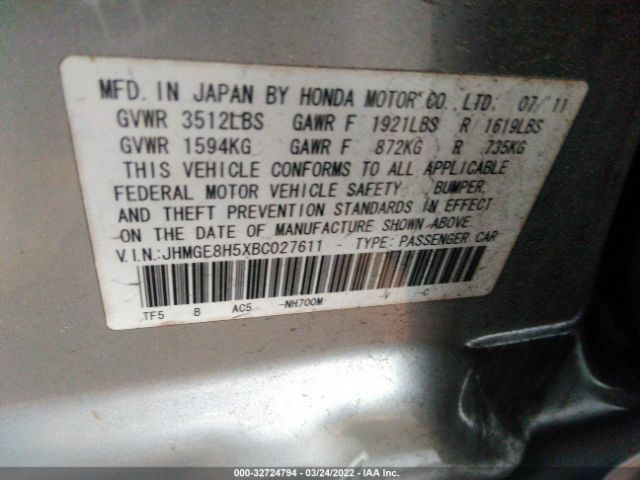 MFD. IN JAPAN BY HONDA MOTOR CO., LTD. 07/11
GVWR 3512LBS GAWR F 1921LBS R 1619LBS
GVWR 1594KG GAWR F 872KG R 735KG
THIS VEHICLE CONFORMS TO ALL APPLICABLE
FEDERAL MOTOR VEHICLE SAFETY, BUMPER,
AND THEFT PREVENTION STANDARDS IN EFFECT
ON THE DATE OF MANUFACTURE SHOWN ABOVE.
V.I.N.:JHMGE8H5XBC027611 TYPE: PASSENGER CAR
TF5 B AC5 -NH700M -V -C
000-32724794 - 03/24/2022 - IAA Inc.